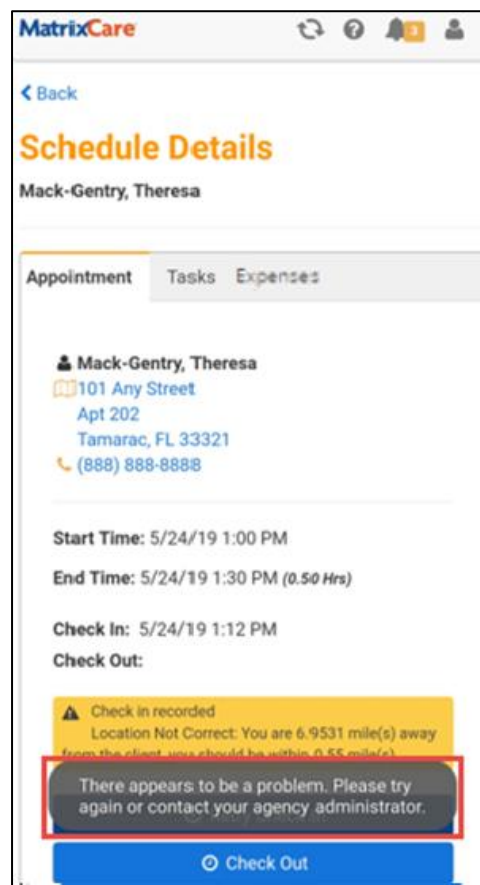 MatrixCare
3
Back
Schedule Details
Mack-Gentry, Theresa
Appointment Tasks Expenses
Mack-Gentry, Theresa
101 Any Street
Apt 202
Tamarac, FL 33321
(888) 888-8888
Start Time: 5/24/19 1:00 PM
End Time: 5/24/19 1:30 PM (0.50 Hrs)
Check In: 5/24/19 1:12 PM
Check Out:
Check in recorded
Location Not Correct: You are 6.9531 mile(s) away
from the client, you should be within 0.55 mile(s)
There appears to be a problem. Please try
again or contact your agency administrator.
Check Out